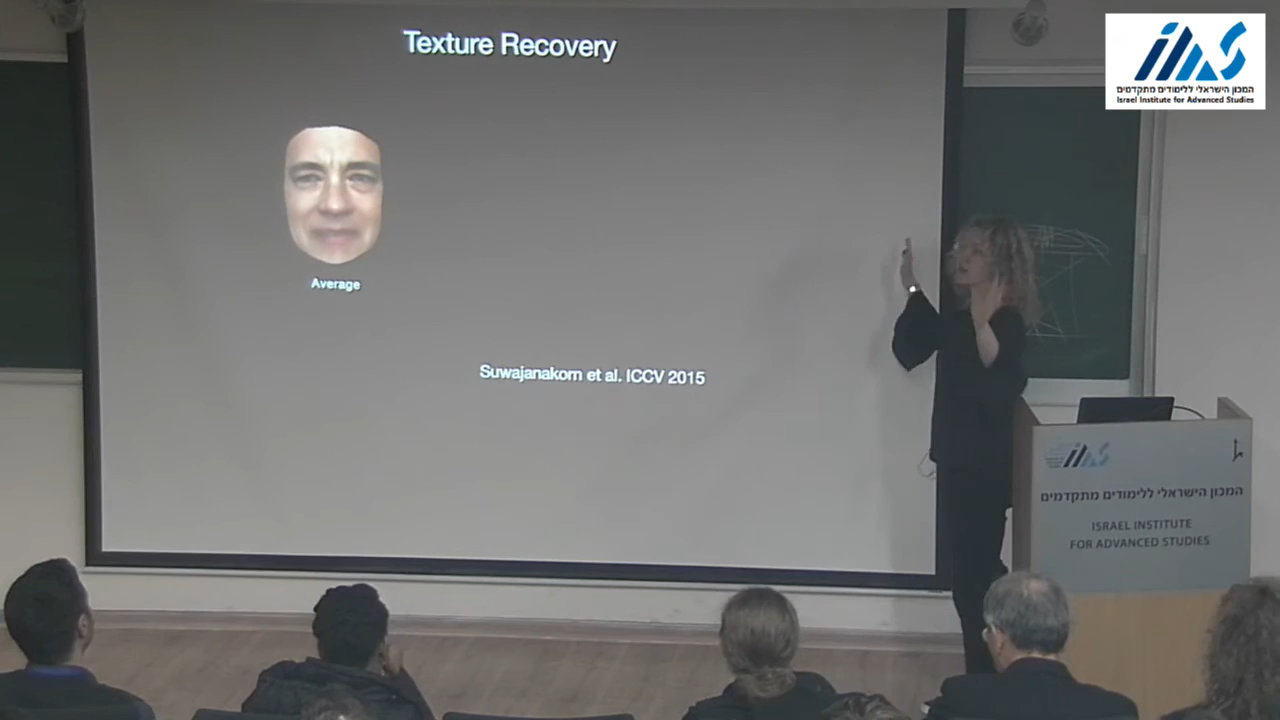 Texture Recovery
Average
Suwajanakorn et al. ICCV 2015
המכון הישראלי ללימודים מתקדמים
Israel Institute for Advanced Studies
המכון הישראלי ללימודים מתקדמים
ISRAEL INSTITUTE
FOR ADVANCED STUDIES